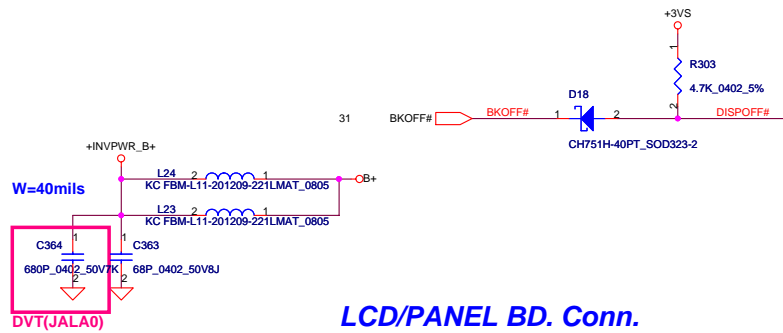 +3VS
1
R303
4.7K_0402_5%
2
D18
31
BKOFF#
BKOFF#
1
2
DISPOFF#
CH751H-40PT_SOD323-2
+INVPWR_B+
L24
2
1
KC FBM-L11-201209-221LMAT_0805
B+
W=40mils
L23
2
1
KC FBM-L11-201209-221LMAT_0805
C364
1
680P_0402_50V7K
2
1
C363
68P_0402_50V8J
2
DVT(JALA0)
LCD/PANEL BD. Conn.